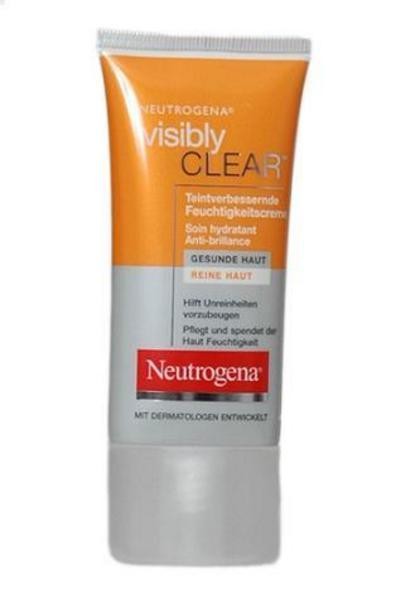 NEUTROGENA®
visibly
CLEAR™
Teintverbessernde
Feuchtigkeitscreme
Soin hydratant
Anti-brillance
GESUNDE HAUT
REINE HAUT
Hilft Unreinheiten
vorzubeugen
Pflegt und spendet der
Haut Feuchtigkeit
Neutrogena®
MIT DERMATOLOGEN ENTWICKELT